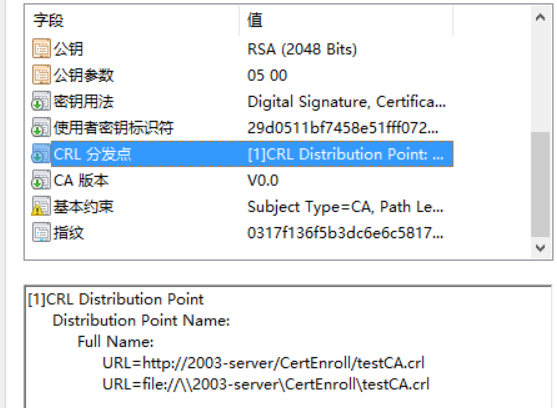 字段 值
公钥 RSA (2048 Bits)
公钥参数 05 00
密钥用法 Digital Signature, Certifica...
使用者密钥标识符 29d0511bf7458e51fff072...
CRL 分发点 [1]CRL Distribution Point: ...
CA 版本 V0.0
基本约束 Subject Type=CA, Path Le...
指纹 0317f136f5b3dc6e6c5817...
[1]CRL Distribution Point
Distribution Point Name:
Full Name:
URL=http://2003-server/CertEnroll/testCA.crl
URL=file://\\2003-server\CertEnroll\testCA.crl